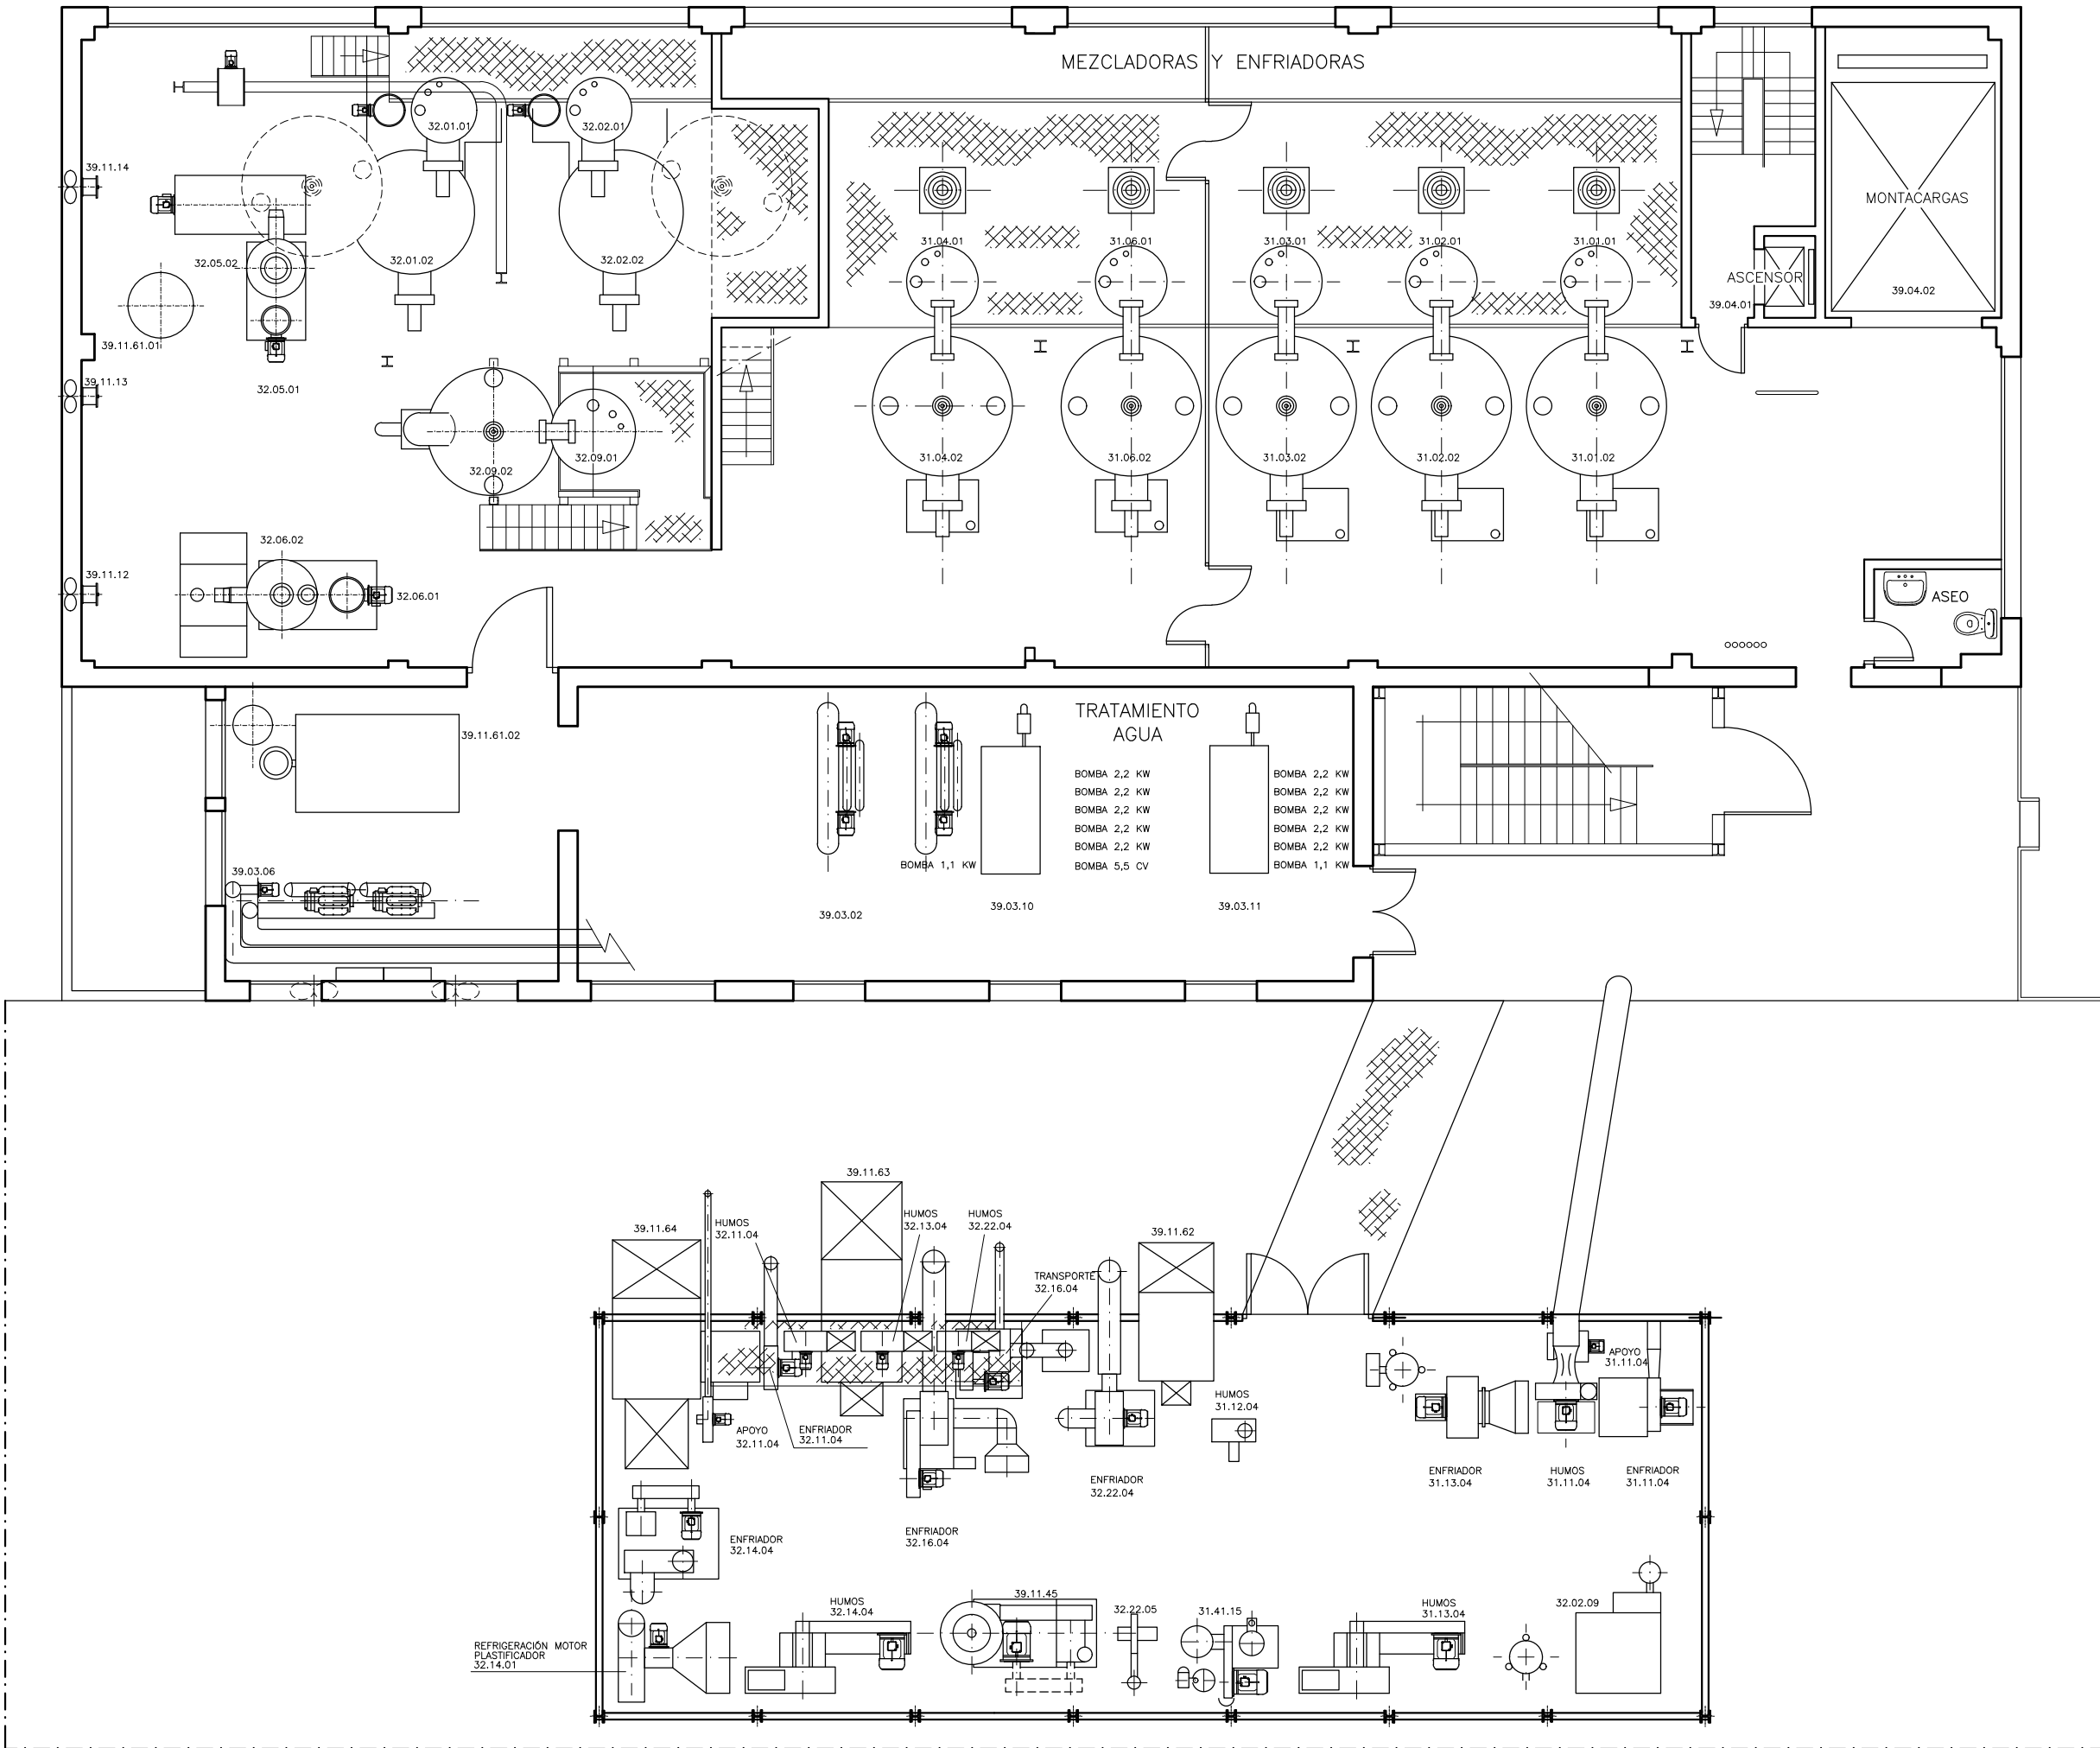 MEZCLADORAS Y ENFRIADORAS
32.01.01
32.02.01
39.11.14
MONTACARGAS
32.05.02
32.01.02
32.02.02
31.04.01
31.06.01
31.03.01
31.02.01
31.01.01
ASCENSOR
39.04.01
39.04.02
39.11.61.01
39.11.13
32.05.01
32.09.02
32.09.01
31.04.02
31.06.02
31.03.02
31.02.02
31.01.02
32.06.02
39.11.12
32.06.01
ASEO
39.11.61.02
TRATAMIENTO
AGUA
BOMBA 2,2 KW
BOMBA 2,2 KW
BOMBA 2,2 KW
BOMBA 2,2 KW
BOMBA 2,2 KW
BOMBA 5,5 CV
BOMBA 2,2 KW
BOMBA 2,2 KW
BOMBA 2,2 KW
BOMBA 2,2 KW
BOMBA 2,2 KW
BOMBA 1,1 KW
BOMBA 1,1 KW
39.03.06
39.03.02
39.03.10
39.03.11
39.11.63
39.11.64
HUMOS
32.11.04
HUMOS
32.13.04
HUMOS
32.22.04
39.11.62
TRANSPORTE
32.16.04
APOYO
31.11.04
HUMOS
31.12.04
APOYO
32.11.04
ENFRIADOR
32.11.04
ENFRIADOR
32.22.04
ENFRIADOR
31.13.04
HUMOS
31.11.04
ENFRIADOR
31.11.04
ENFRIADOR
32.14.04
ENFRIADOR
32.16.04
HUMOS
32.14.04
39.11.45
32.22.05
31.41.15
HUMOS
31.13.04
32.02.09
REFRIGERACIÓN MOTOR
PLASTIFICADOR
32.14.01